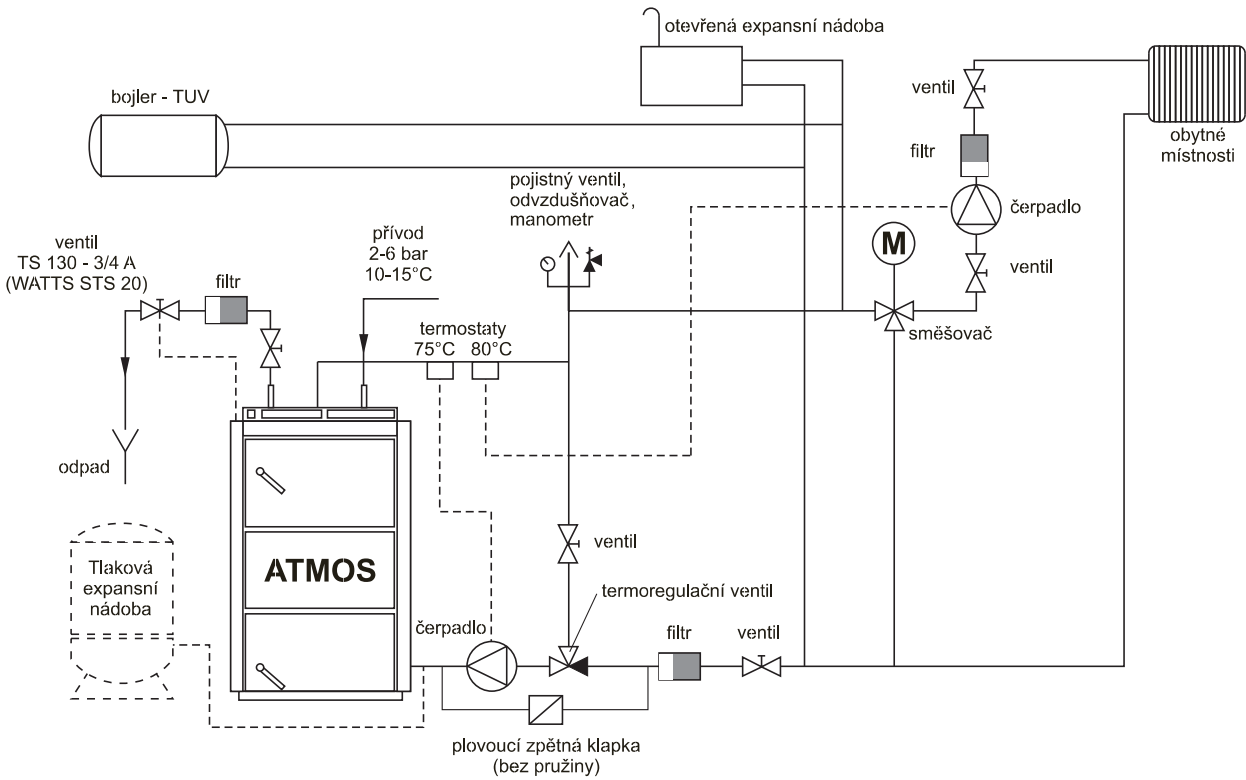 otevřená expansní nádoba
bojler - TUV
ventil
obytné
místnosti
filtr
pojistný ventil,
odvzdušňovač,
manometr
čerpadlo
přívod
2-6 bar
10-15°C
ventil
TS 130 - 3/4 A
(WATTS STS 20)
filtr
M
ventil
termostaty
75°C 80°C
směšovač
odpad
ventil
Tlaková
expansní
nádoba
ATMOS
termoregulační ventil
čerpadlo
filtr
ventil
plovoucí zpětná klapka
(bez pružiny)